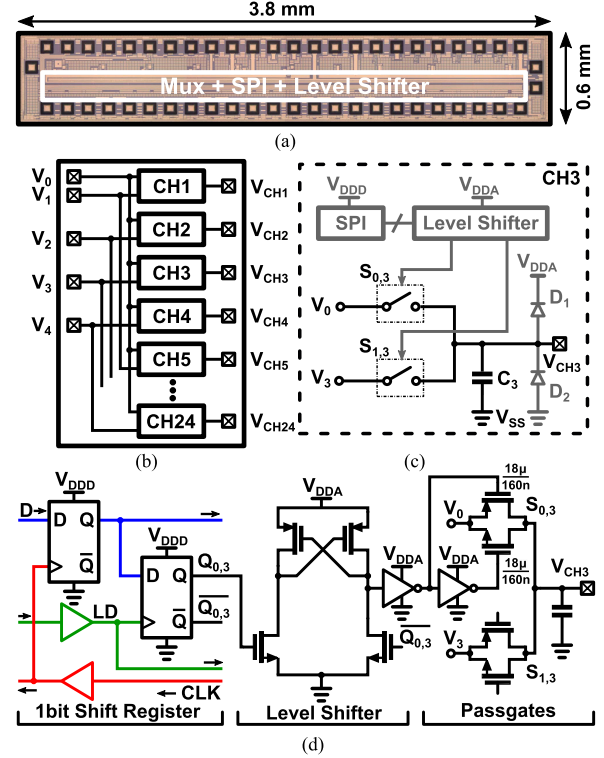 3.8 mm
0.6 mm
Mux + SPI + Level Shifter
(a)
V0
V1
V2
V3
V4
CH1
CH2
CH3
CH4
CH5
CH24
VCH1
VCH2
VCH3
VCH4
VCH5
VCH24
(b)
CH3
VDDD
VDDA
SPI
Level Shifter
S0,3
V0
S1,3
V3
VDDA
D1
VCH3
C3
D2
VSS
(c)
VDDD
D
D Q
Q̅
LD
CLK
VDDD
D Q
Q̅
Q0,3
Q̅0,3
1bit Shift Register
VDDA
Q̅0,3
Level Shifter
VDDA
VDDA
18μ
160n
V0
S0,3
18μ
160n
VCH3
V3
S1,3
Passgates
(d)